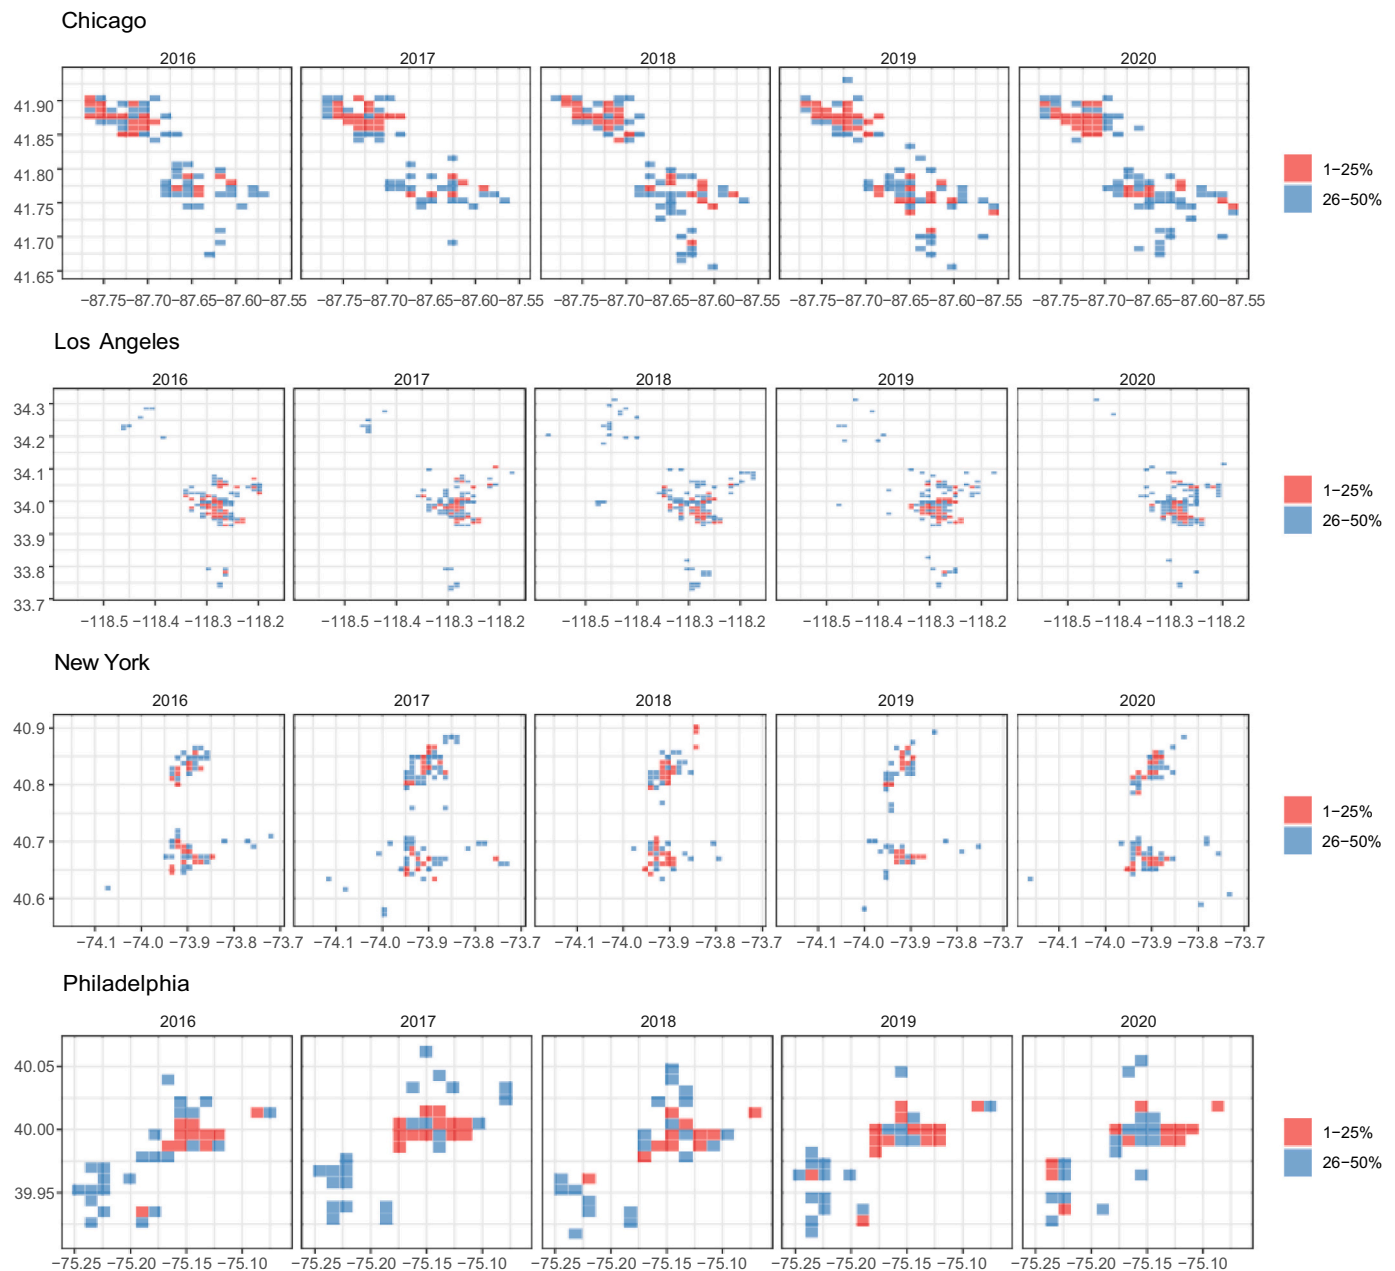 Chicago
2016 2017 2018 2019 2020
41.90
41.85
41.80
41.75
41.70
41.65
−87.75 −87.70 −87.65 −87.60 −87.55 −87.75 −87.70 −87.65 −87.60 −87.55 −87.75 −87.70 −87.65 −87.60 −87.55 −87.75 −87.70 −87.65 −87.60 −87.55 −87.75 −87.70 −87.65 −87.60 −87.55
1−25%
26−50%
Los Angeles
2016 2017 2018 2019 2020
34.3
34.2
34.1
34.0
33.9
33.8
33.7
−118.5 −118.4 −118.3 −118.2 −118.5 −118.4 −118.3 −118.2 −118.5 −118.4 −118.3 −118.2 −118.5 −118.4 −118.3 −118.2 −118.5 −118.4 −118.3 −118.2
1−25%
26−50%
New York
2016 2017 2018 2019 2020
40.9
40.8
40.7
40.6
−74.1 −74.0 −73.9 −73.8 −73.7 −74.1 −74.0 −73.9 −73.8 −73.7 −74.1 −74.0 −73.9 −73.8 −73.7 −74.1 −74.0 −73.9 −73.8 −73.7 −74.1 −74.0 −73.9 −73.8 −73.7
1−25%
26−50%
Philadelphia
2016 2017 2018 2019 2020
40.05
40.00
39.95
−75.25 −75.20 −75.15 −75.10 −75.25 −75.20 −75.15 −75.10 −75.25 −75.20 −75.15 −75.10 −75.25 −75.20 −75.15 −75.10 −75.25 −75.20 −75.15 −75.10
1−25%
26−50%